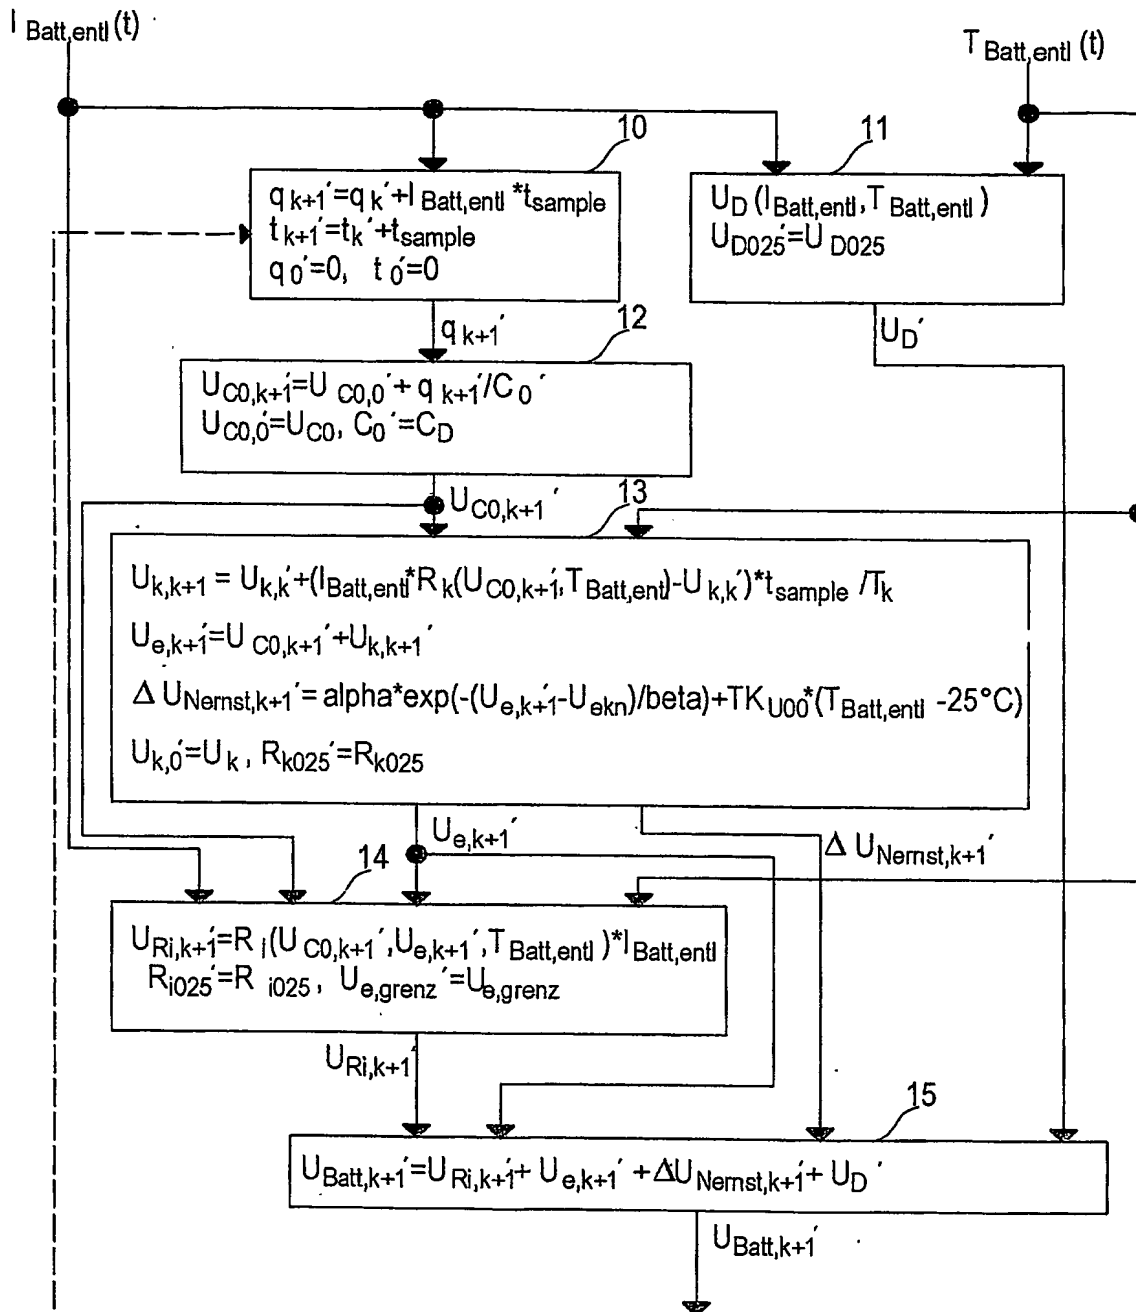 I Batt,entl (t)
T Batt,entl (t)
10
11
q k+1' = q k' + I Batt,entl * t sample
t k+1' = t k' + t sample
q 0' = 0, t 0' = 0
U D (I Batt,entl, T Batt,entl)
U D025' = U D025
q k+1'
12
U D'
U C0,k+1' = U C0,0' + q k+1' / C 0'
U C0,0' = U C0, C 0' = C D
U C0,k+1'
13
U k,k+1 = U k,k' + (I Batt,entl * R k (U C0,k+1', T Batt,entl) - U k,k') * t sample / T k
U e,k+1' = U C0,k+1' + U k,k+1'
Δ U Nernst,k+1' = alpha*exp(-(U e,k+1' - U ekn)/beta) + TK U00 * (T Batt,entl - 25°C)
U k,0' = U k, R k025' = R k025
U e,k+1'
Δ U Nernst,k+1'
14
U Ri,k+1' = R i (U C0,k+1', U e,k+1', T Batt,entl) * I Batt,entl
R i025' = R i025, U e,grenz' = U e,grenz
U Ri,k+1'
15
U Batt,k+1' = U Ri,k+1' + U e,k+1' + ΔU Nernst,k+1' + U D'
U Batt,k+1'